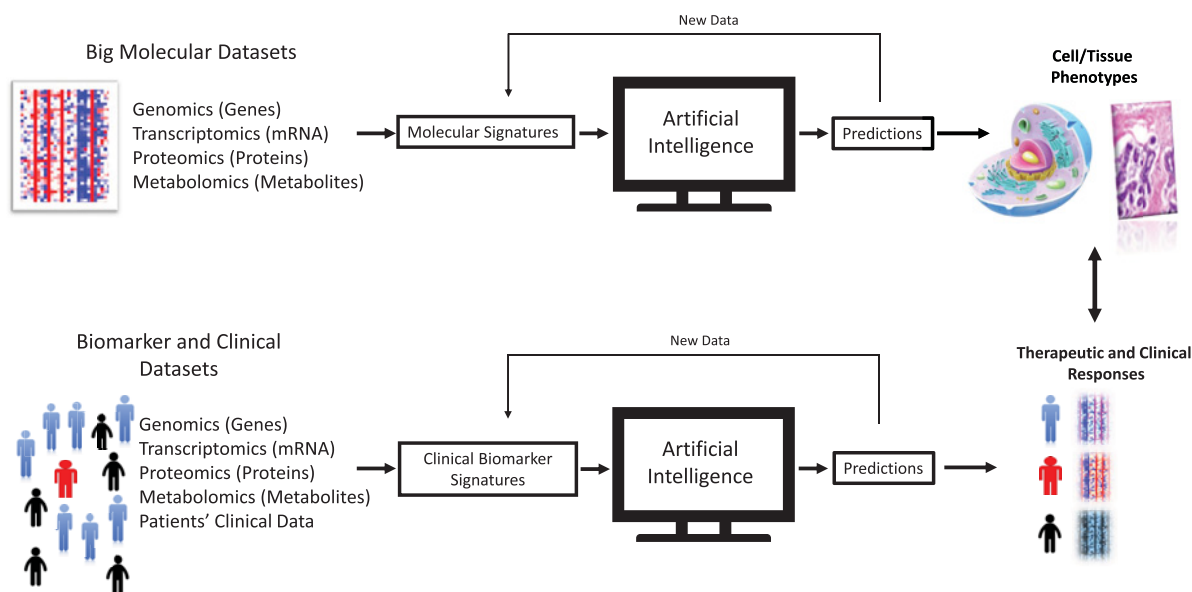 New Data
Big Molecular Datasets
Genomics (Genes)
Transcriptomics (mRNA)
Proteomics (Proteins)
Metabolomics (Metabolites)
Molecular Signatures
Artificial
Intelligence
Predictions
Cell/Tissue
Phenotypes
New Data
Biomarker and Clinical
Datasets
Genomics (Genes)
Transcriptomics (mRNA)
Proteomics (Proteins)
Metabolomics (Metabolites)
Patients’ Clinical Data
Clinical Biomarker
Signatures
Artificial
Intelligence
Predictions
Therapeutic and Clinical
Responses